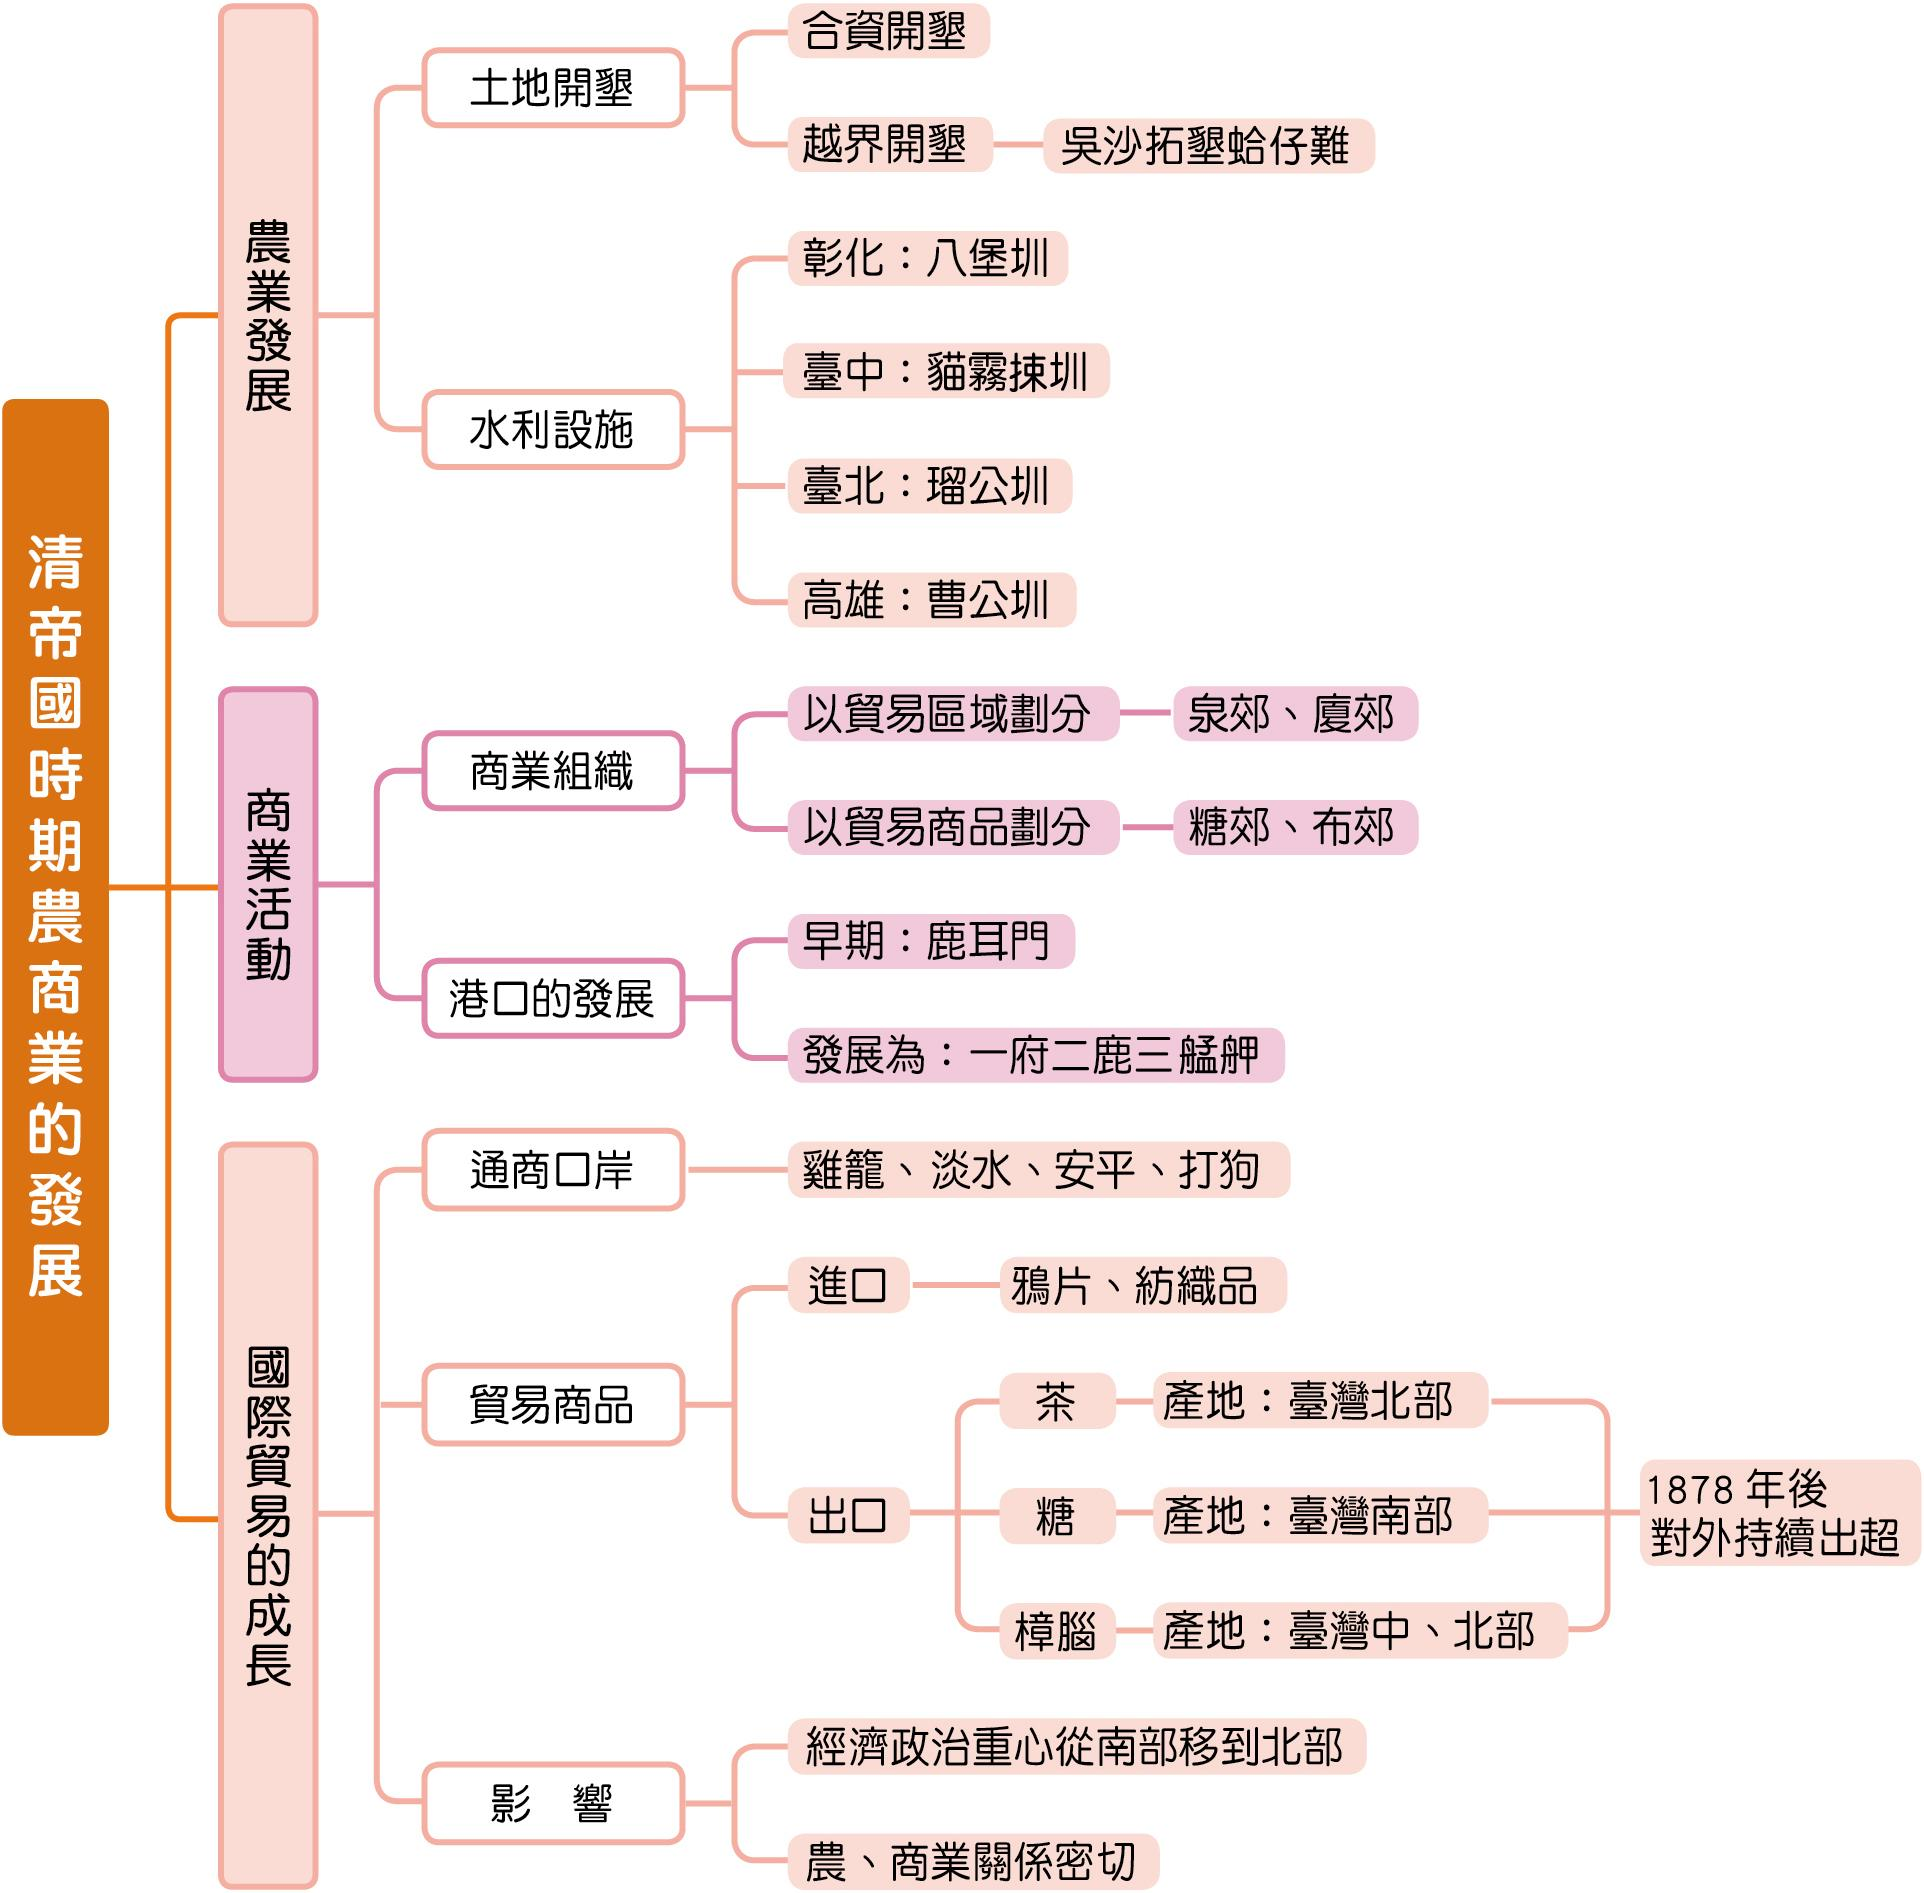 清帝國時期農商業的發展
農業發展
土地開墾
合資開墾
越界開墾
吳沙拓墾蛤仔難
水利設施
彰化：八堡圳
臺中：貓霧捒圳
臺北：瑠公圳
高雄：曹公圳
商業活動
商業組織
以貿易區域劃分
泉郊、廈郊
以貿易商品劃分
糖郊、布郊
港口的發展
早期：鹿耳門
發展為：一府二鹿三艋舺
國際貿易的成長
通商口岸
雞籠、淡水、安平、打狗
貿易商品
進口
鴉片、紡織品
出口
茶
產地：臺灣北部
糖
產地：臺灣南部
樟腦
產地：臺灣中、北部
1878 年後
對外持續出超
影　響
經濟政治重心從南部移到北部
農、商業關係密切